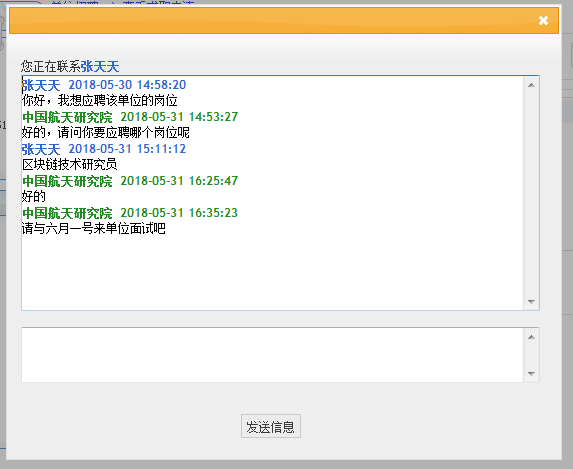 您正在联系张天天
张天天 2018-05-30 14:58:20
你好，我想应聘该单位的岗位
中国航天研究院 2018-05-31 14:53:27
好的，请问你要应聘哪个岗位呢
张天天 2018-05-31 15:11:12
区块链技术研究员
中国航天研究院 2018-05-31 16:25:47
好的
中国航天研究院 2018-05-31 16:35:23
请与六月一号来单位面试吧
发送信息